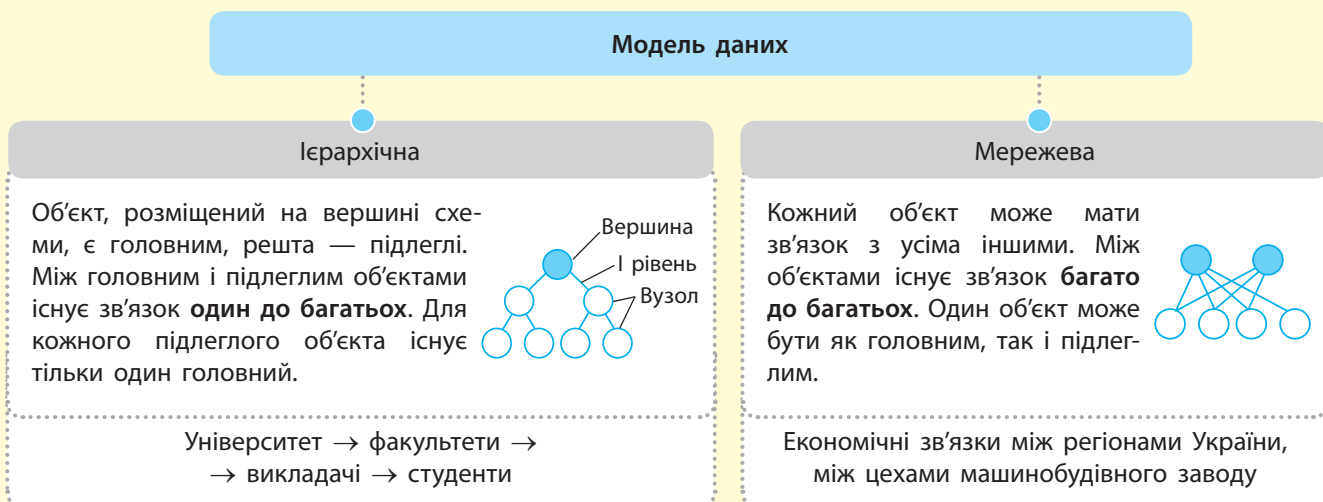 Модель даних
Ієрархічна
Об'єкт, розміщений на вершині схе-
ми, є головним, решта — підлеглі.
Між головним і підлеглим об'єктами
існує зв'язок один до багатьох. Для
кожного підлеглого об'єкта існує
тільки один головний.
Вершина
І рівень
Вузол
Університет → факультети →
→ викладачі → студенти
Мережева
Кожний об'єкт може мати
зв'язок з усіма іншими. Між
об'єктами існує зв'язок багато
до багатьох. Один об'єкт може
бути як головним, так і підлег-
лим.
Економічні зв'язки між регіонами України,
між цехами машинобудівного заводу